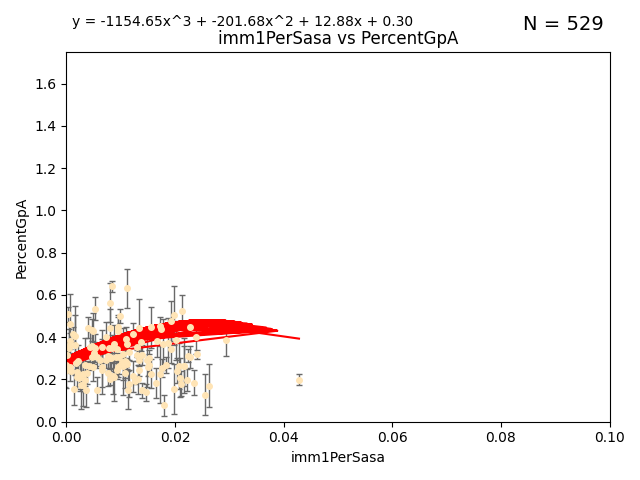 y = -1154.65x^3 + -201.68x^2 + 12.88x + 0.30
N = 529
imm1PerSasa vs PercentGpA
PercentGpA
1.6
1.4
1.2
1.0
0.8
0.6
0.4
0.2
0.0
0.00 0.02 0.04 0.06 0.08 0.10
imm1PerSasa